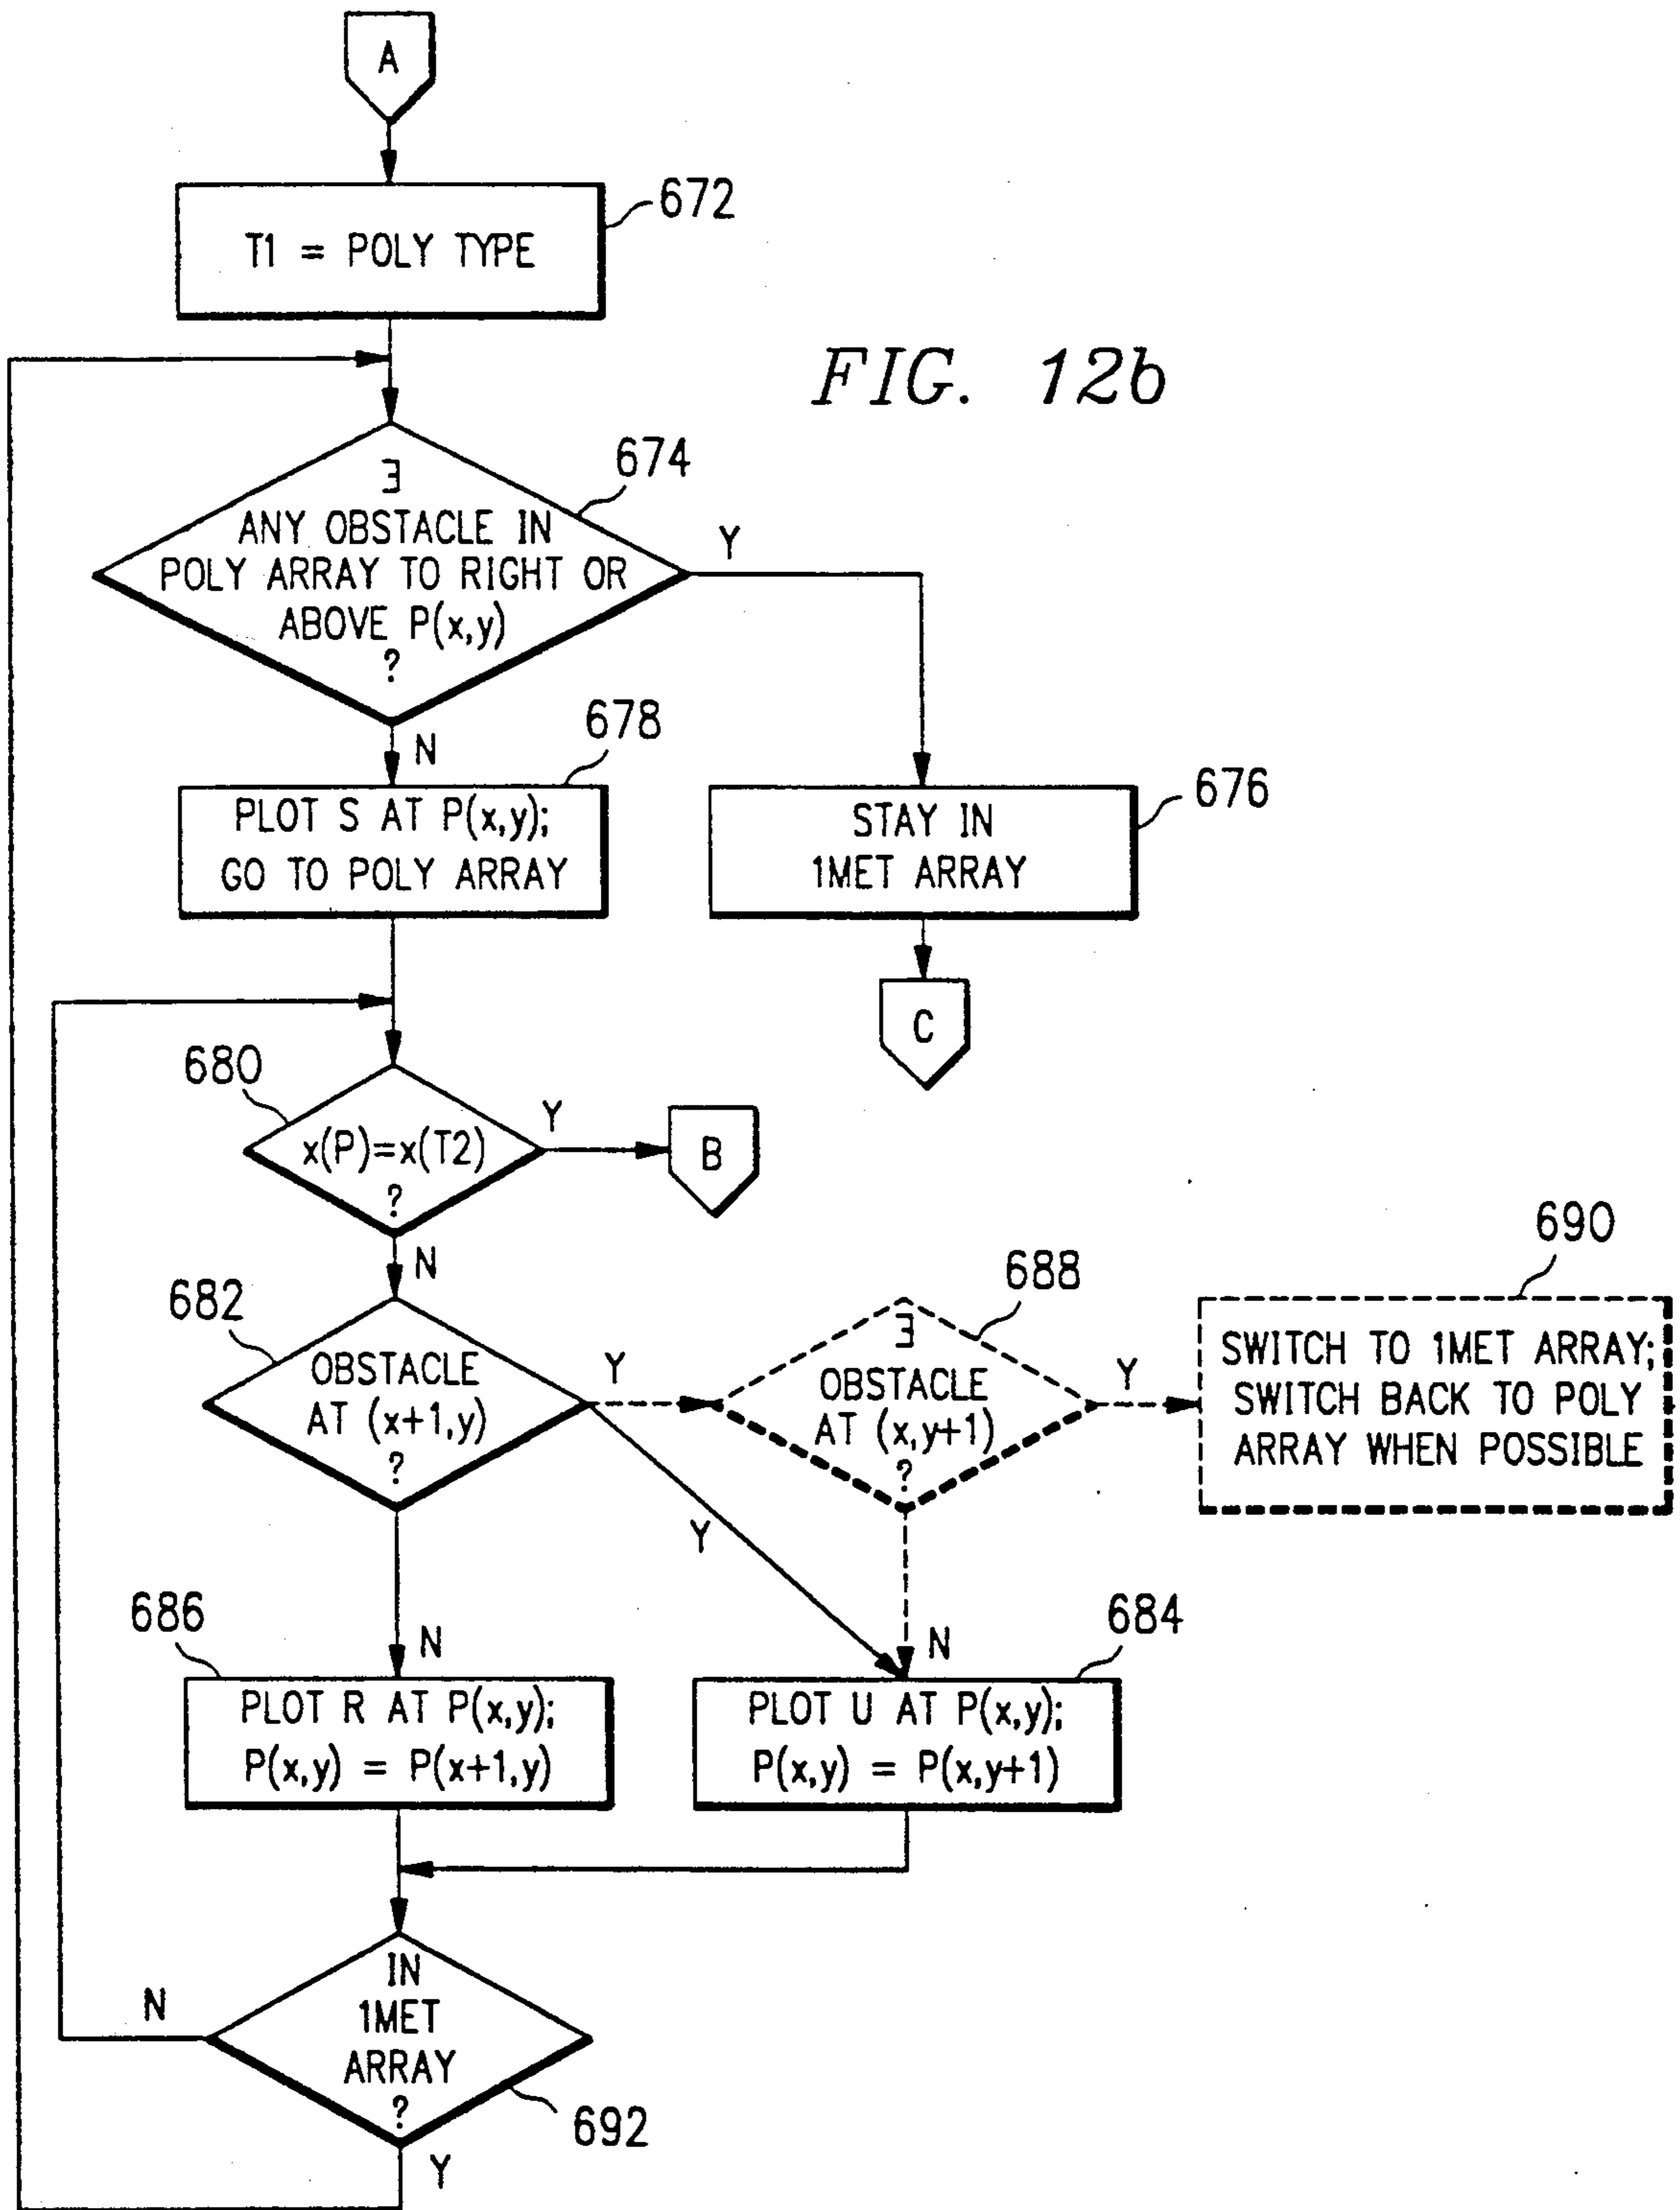 A
672
T1 = POLY TYPE
FIG. 12b
674
∃
ANY OBSTACLE IN
POLY ARRAY TO RIGHT OR
ABOVE P(x,y)
?
Y
N
678
PLOT S AT P(x,y);
GO TO POLY ARRAY
676
STAY IN
1MET ARRAY
C
680
x(P)=x(T2)
?
Y
B
N
682
OBSTACLE
AT (x+1,y)
?
Y
Y
N
688
∃
OBSTACLE
AT (x,y+1)
?
Y
N
690
SWITCH TO 1MET ARRAY;
SWITCH BACK TO POLY
ARRAY WHEN POSSIBLE
686
PLOT R AT P(x,y);
P(x,y) = P(x+1,y)
684
PLOT U AT P(x,y);
P(x,y) = P(x,y+1)
N
IN
1MET
ARRAY
?
692
Y